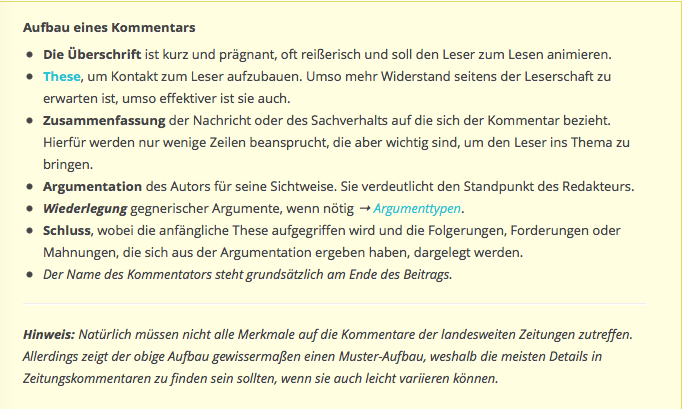 Aufbau eines Kommentars
● Die Überschrift ist kurz und prägnant, oft reißerisch und soll den Leser zum Lesen animieren.
● These, um Kontakt zum Leser aufzubauen. Umso mehr Widerstand seitens der Leserschaft zu
erwarten ist, umso effektiver ist sie auch.
● Zusammenfassung der Nachricht oder des Sachverhalts auf die sich der Kommentar bezieht.
Hierfür werden nur wenige Zeilen beansprucht, die aber wichtig sind, um den Leser ins Thema zu
bringen.
● Argumentation des Autors für seine Sichtweise. Sie verdeutlicht den Standpunkt des Redakteurs.
● Wiederlegung gegnerischer Argumente, wenn nötig → Argumenttypen.
● Schluss, wobei die anfängliche These aufgegriffen wird und die Folgerungen, Forderungen oder
Mahnungen, die sich aus der Argumentation ergeben haben, dargelegt werden.
● Der Name des Kommentators steht grundsätzlich am Ende des Beitrags.
Hinweis: Natürlich müssen nicht alle Merkmale auf die Kommentare der landesweiten Zeitungen zutreffen.
Allerdings zeigt der obige Aufbau gewissermaßen einen Muster-Aufbau, weshalb die meisten Details in
Zeitungskommentaren zu finden sein sollten, wenn sie auch leicht variieren können.